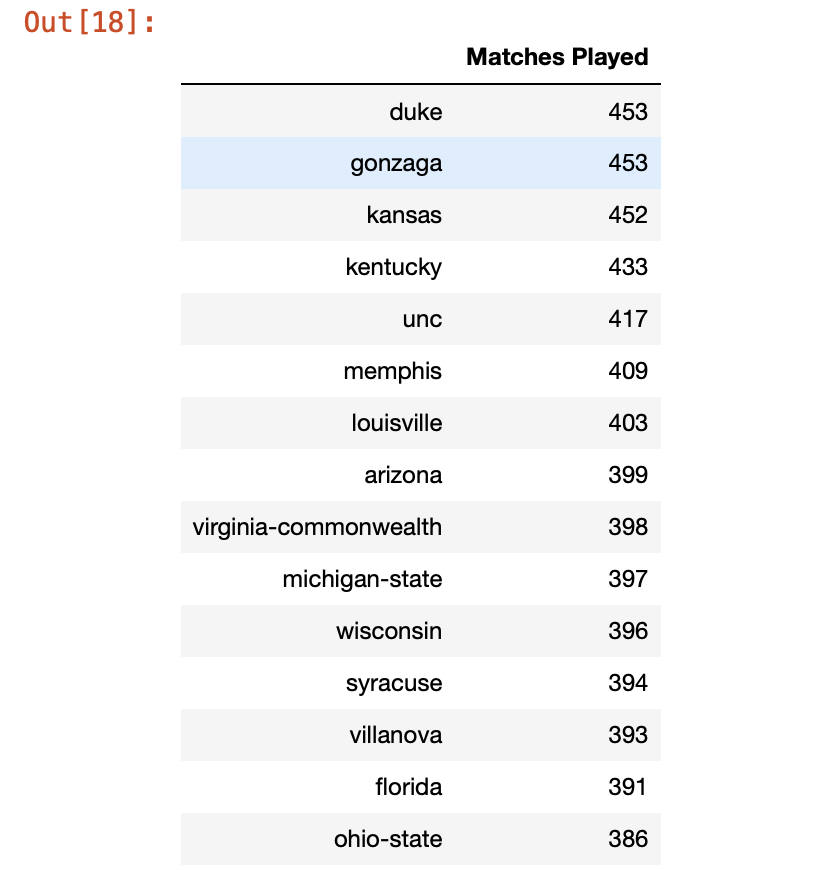 Out[18]:
Matches Played
duke 453
gonzaga 453
kansas 452
kentucky 433
unc 417
memphis 409
louisville 403
arizona 399
virginia-commonwealth 398
michigan-state 397
wisconsin 396
syracuse 394
villanova 393
florida 391
ohio-state 386